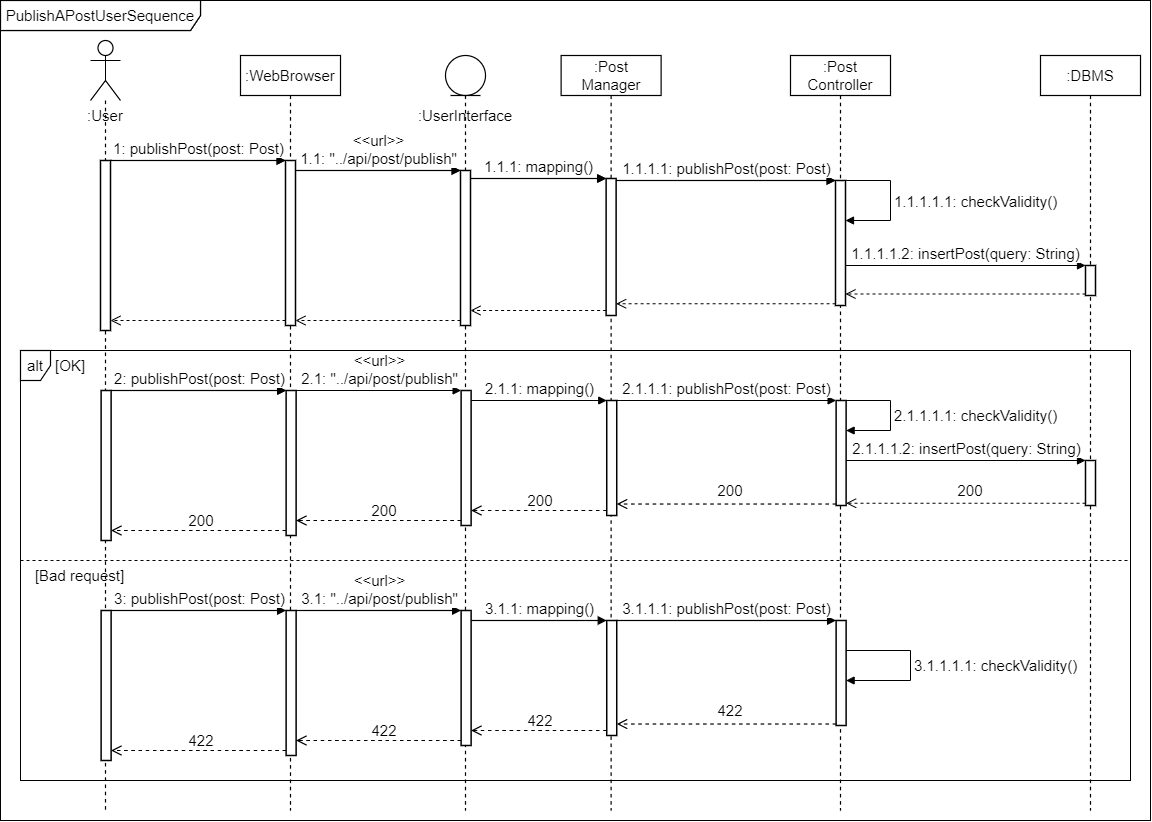 PublishAPostUserSequence
:User
:WebBrowser
:UserInterface
:Post
Manager
:Post
Controller
:DBMS
1: publishPost(post: Post)
<<url>>
1.1: "../api/post/publish"
1.1.1: mapping()
1.1.1.1: publishPost(post: Post)
1.1.1.1.1: checkValidity()
1.1.1.1.2: insertPost(query: String)
alt
[OK]
2: publishPost(post: Post)
<<url>>
2.1: "../api/post/publish"
2.1.1: mapping()
2.1.1.1: publishPost(post: Post)
2.1.1.1.1: checkValidity()
2.1.1.1.2: insertPost(query: String)
200
200
200
200
200
[Bad request]
3: publishPost(post: Post)
<<url>>
3.1: "../api/post/publish"
3.1.1: mapping()
3.1.1.1: publishPost(post: Post)
3.1.1.1.1: checkValidity()
422
422
422
422